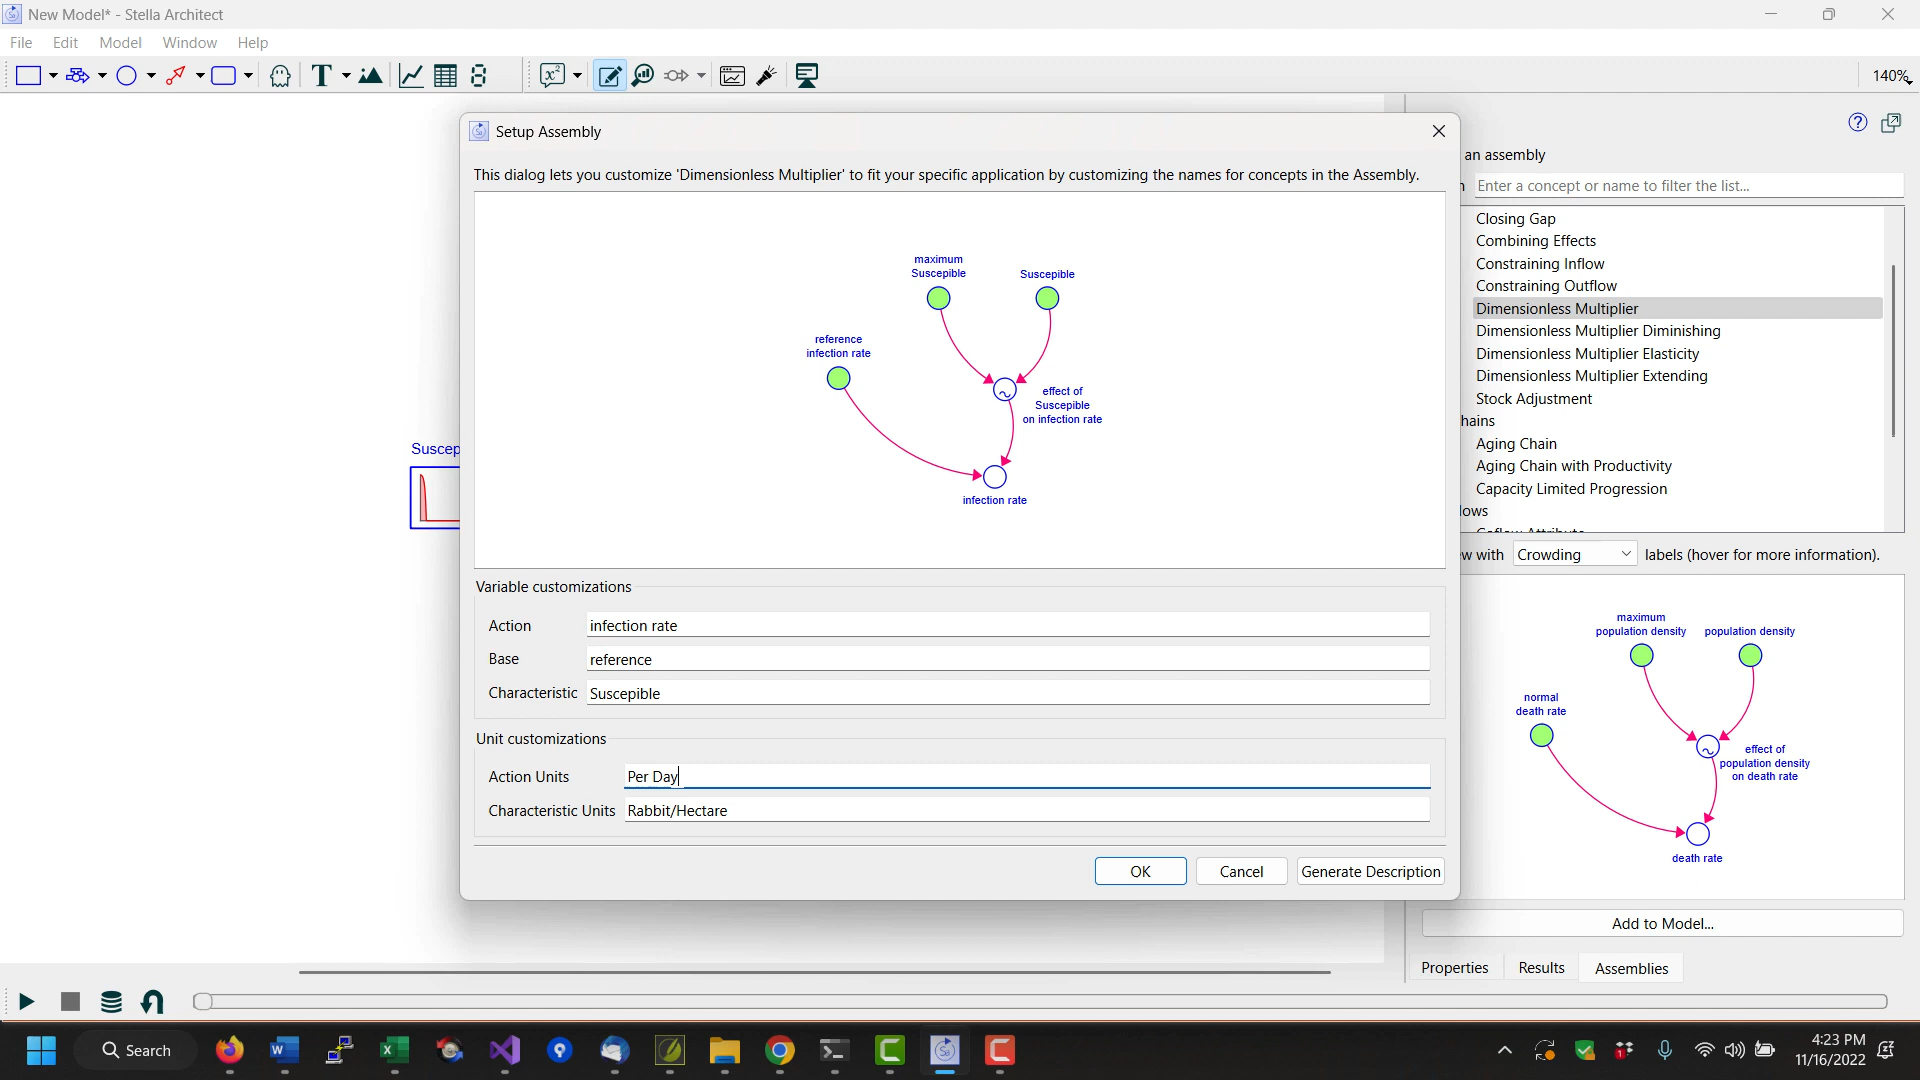 New Model* - Stella Architect
File Edit Model Window Help
140%
Setup Assembly
This dialog lets you customize 'Dimensionless Multiplier' to fit your specific application by customizing the names for concepts in the Assembly.
maximum
Suscepible
Suscepible
reference
infection rate
effect of
Suscepible
on infection rate
infection rate
Variable customizations
Action infection rate
Base reference
Characteristic Suscepible
Unit customizations
Action Units Per Day
Characteristic Units Rabbit/Hectare
OK Cancel Generate Description
Suscep
an assembly
Enter a concept or name to filter the list...
Closing Gap
Combining Effects
Constraining Inflow
Constraining Outflow
Dimensionless Multiplier
Dimensionless Multiplier Diminishing
Dimensionless Multiplier Elasticity
Dimensionless Multiplier Extending
Stock Adjustment
hains
Aging Chain
Aging Chain with Productivity
Capacity Limited Progression
lows
ew with Crowding labels (hover for more information).
maximum
population density
population density
normal
death rate
effect of
population density
on death rate
death rate
Add to Model...
Properties Results Assemblies
Search
4:23 PM
11/16/2022